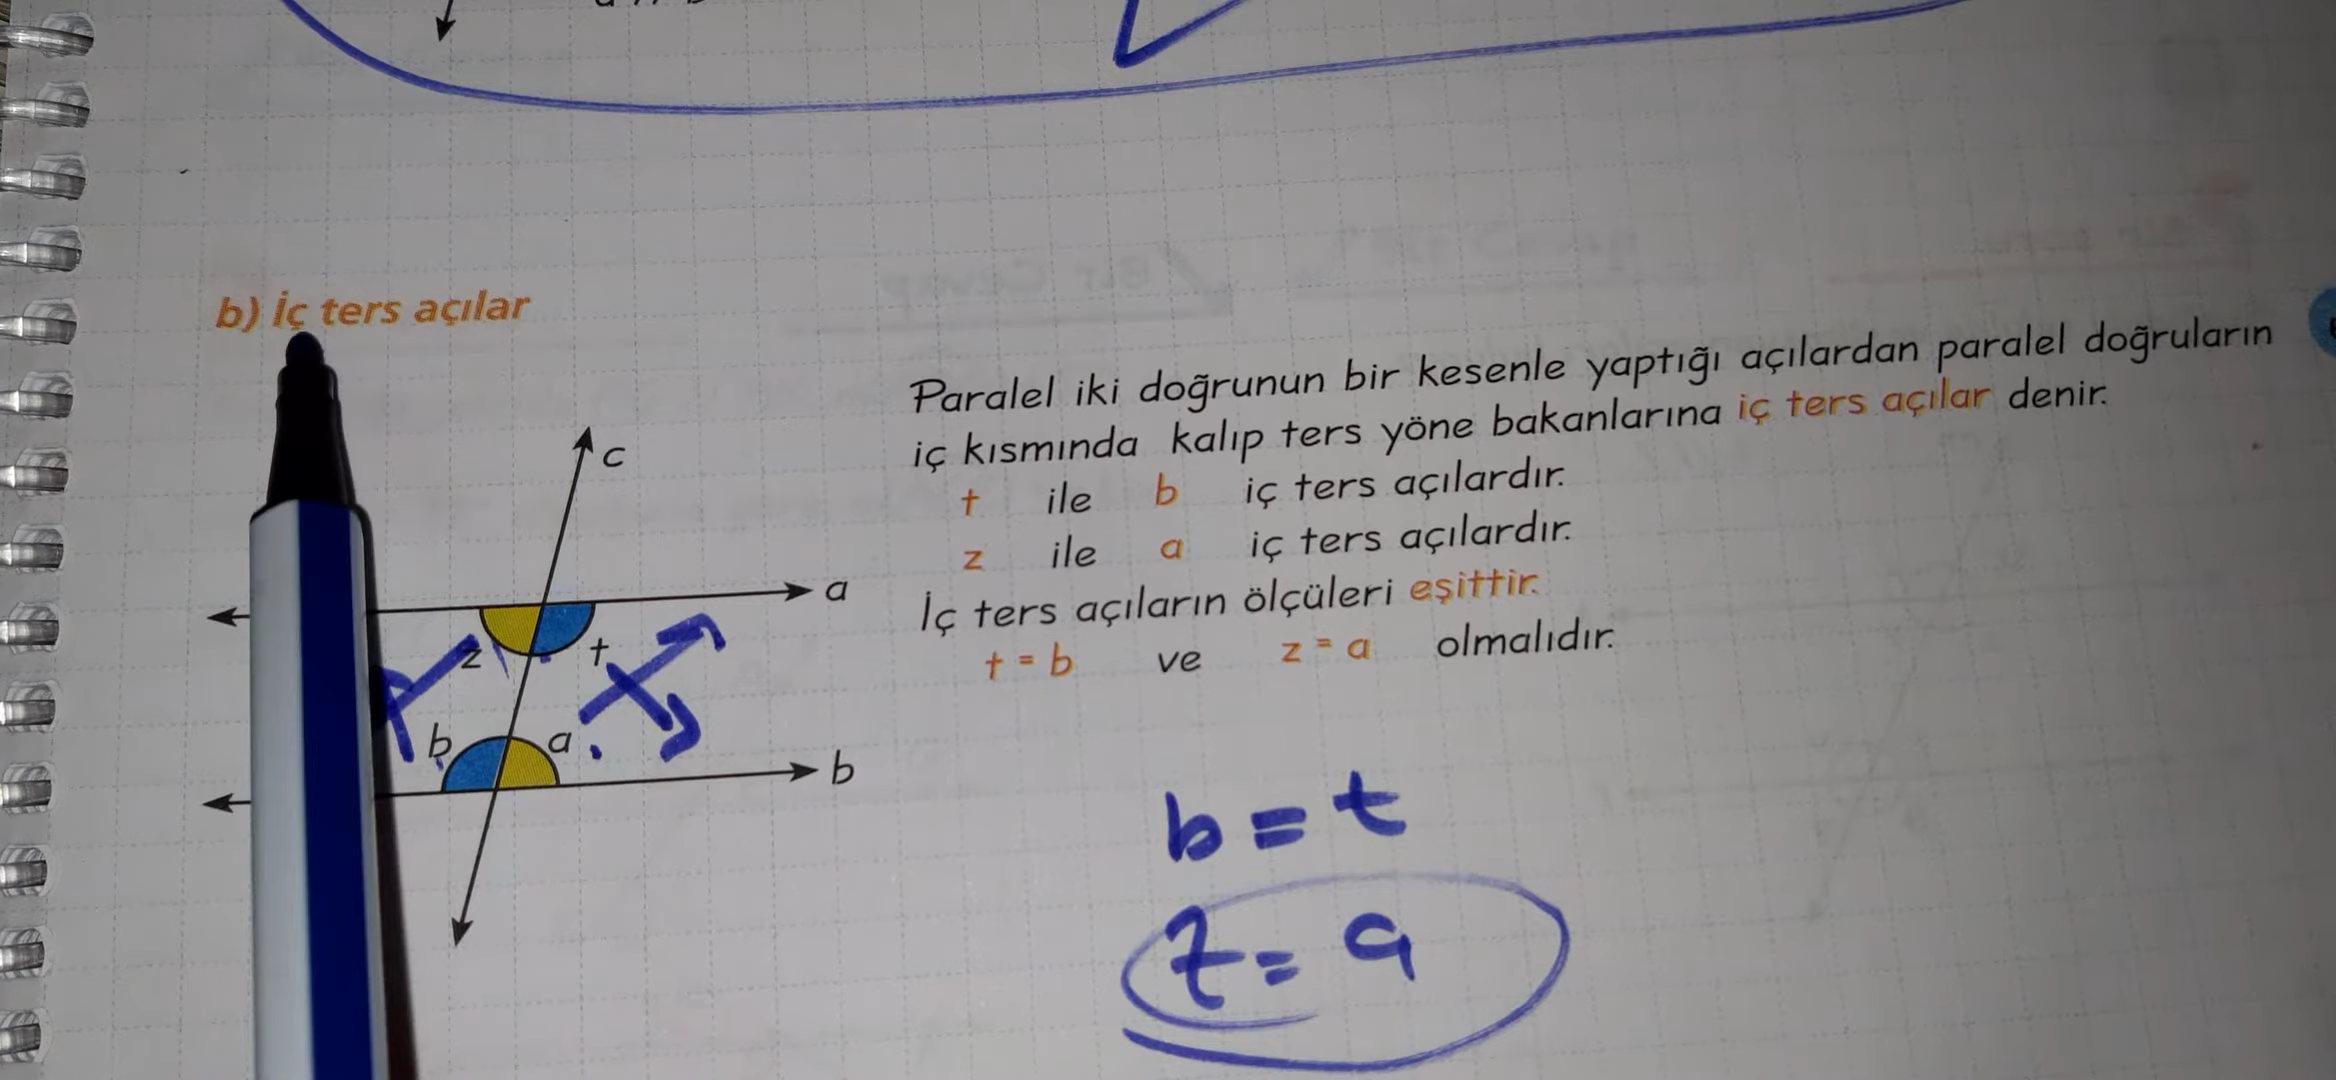 b) İç ters açılar
c
a
z
t
b
a
b
Paralel iki doğrunun bir kesenle yaptığı açılardan paralel doğruların
iç kısmında kalıp ters yöne bakanlarına iç ters açılar denir.
t ile b iç ters açılardır.
z ile a iç ters açılardır.
İç ters açıların ölçüleri eşittir.
t = b ve z = a olmalıdır.
b = t
z = a